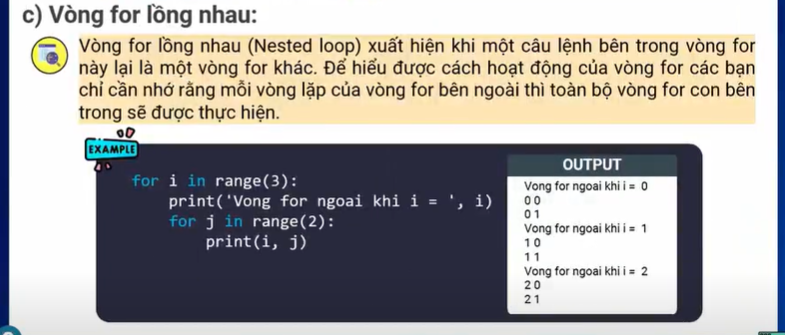 c) Vòng for lồng nhau:
Vòng for lồng nhau (Nested loop) xuất hiện khi một câu lệnh bên trong vòng for
này lại là một vòng for khác. Để hiểu được cách hoạt động của vòng for các bạn
chỉ cần nhớ rằng mỗi vòng lặp của vòng for bên ngoài thì toàn bộ vòng for con bên
trong sẽ được thực hiện.
EXAMPLE
for i in range(3):
    print('Vong for ngoai khi i = ', i)
    for j in range(2):
        print(i, j)
OUTPUT
Vong for ngoai khi i = 0
0 0
0 1
Vong for ngoai khi i = 1
1 0
1 1
Vong for ngoai khi i = 2
2 0
2 1